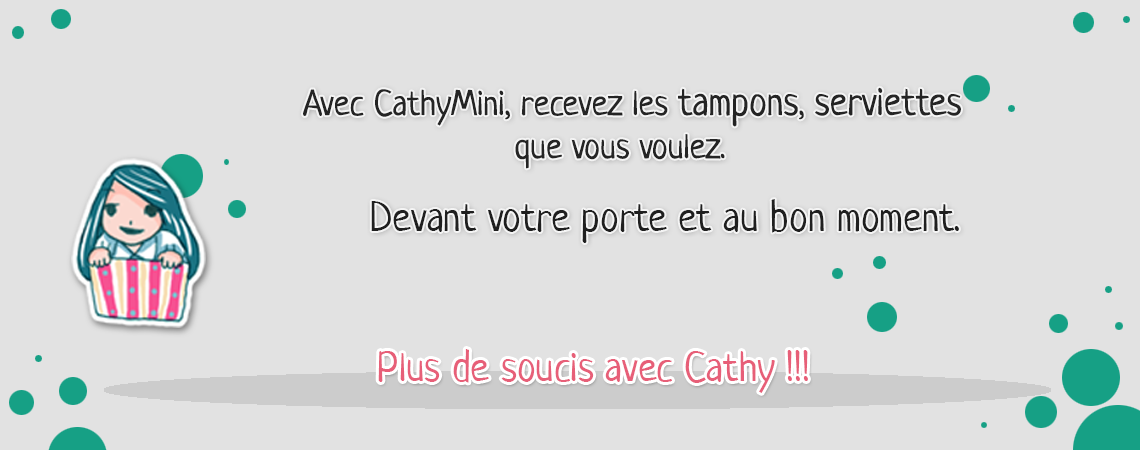 Avec CathyMini, recevez les tampons, serviettes
que vous voulez.
Devant votre porte et au bon moment.
Plus de soucis avec Cathy !!!